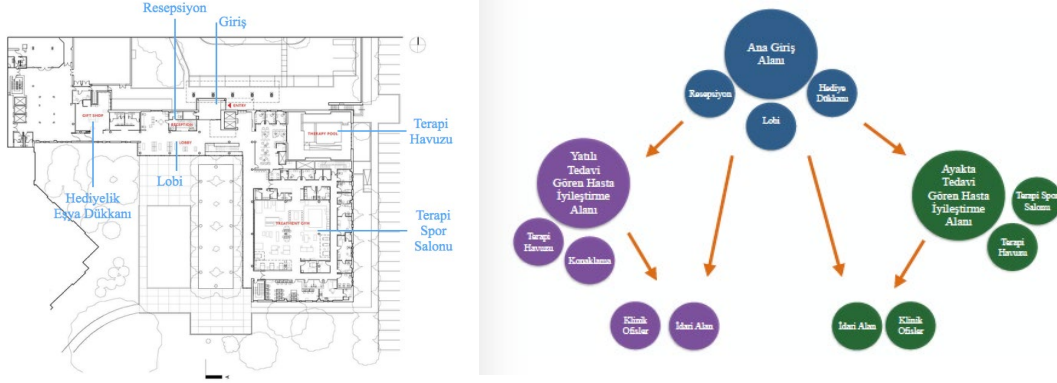 Resepsiyon
Giriş
ENTRY
GIFT SHOP
RECEPTION
LOBBY
THERAPY POOL
Terapi
Havuzu
Hediyelik
Eşya Dükkanı
Lobi
TREATMENT GYM
Terapi
Spor
Salonu
Ana Giriş
Alanı
Resepsiyon
Hediye
Dükkanı
Lobi
Yatılı
Tedavi
Gören Hasta
İyileştirme
Alanı
Terapi
Havuzu
Konaklama
Klinik
Ofisler
İdari Alan
Ayakta
Tedavi
Gören Hasta
İyileştirme
Alanı
Terapi Spor
Salonu
Terapi
Havuzu
İdari Alan
Klinik
Ofisler